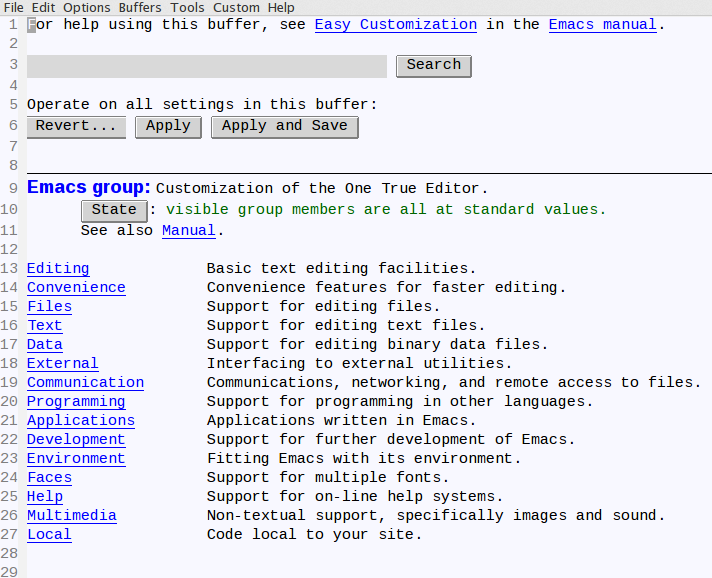 File Edit Options Buffers Tools Custom Help
1 For help using this buffer, see Easy Customization in the Emacs manual.
2
3 Search
4
5 Operate on all settings in this buffer:
6 Revert... Apply Apply and Save
7
8
9 Emacs group: Customization of the One True Editor.
10 State : visible group members are all at standard values.
11 See also Manual.
12
13 Editing Basic text editing facilities.
14 Convenience Convenience features for faster editing.
15 Files Support for editing files.
16 Text Support for editing text files.
17 Data Support for editing binary data files.
18 External Interfacing to external utilities.
19 Communication Communications, networking, and remote access to files.
20 Programming Support for programming in other languages.
21 Applications Applications written in Emacs.
22 Development Support for further development of Emacs.
23 Environment Fitting Emacs with its environment.
24 Faces Support for multiple fonts.
25 Help Support for on-line help systems.
26 Multimedia Non-textual support, specifically images and sound.
27 Local Code local to your site.
28
29